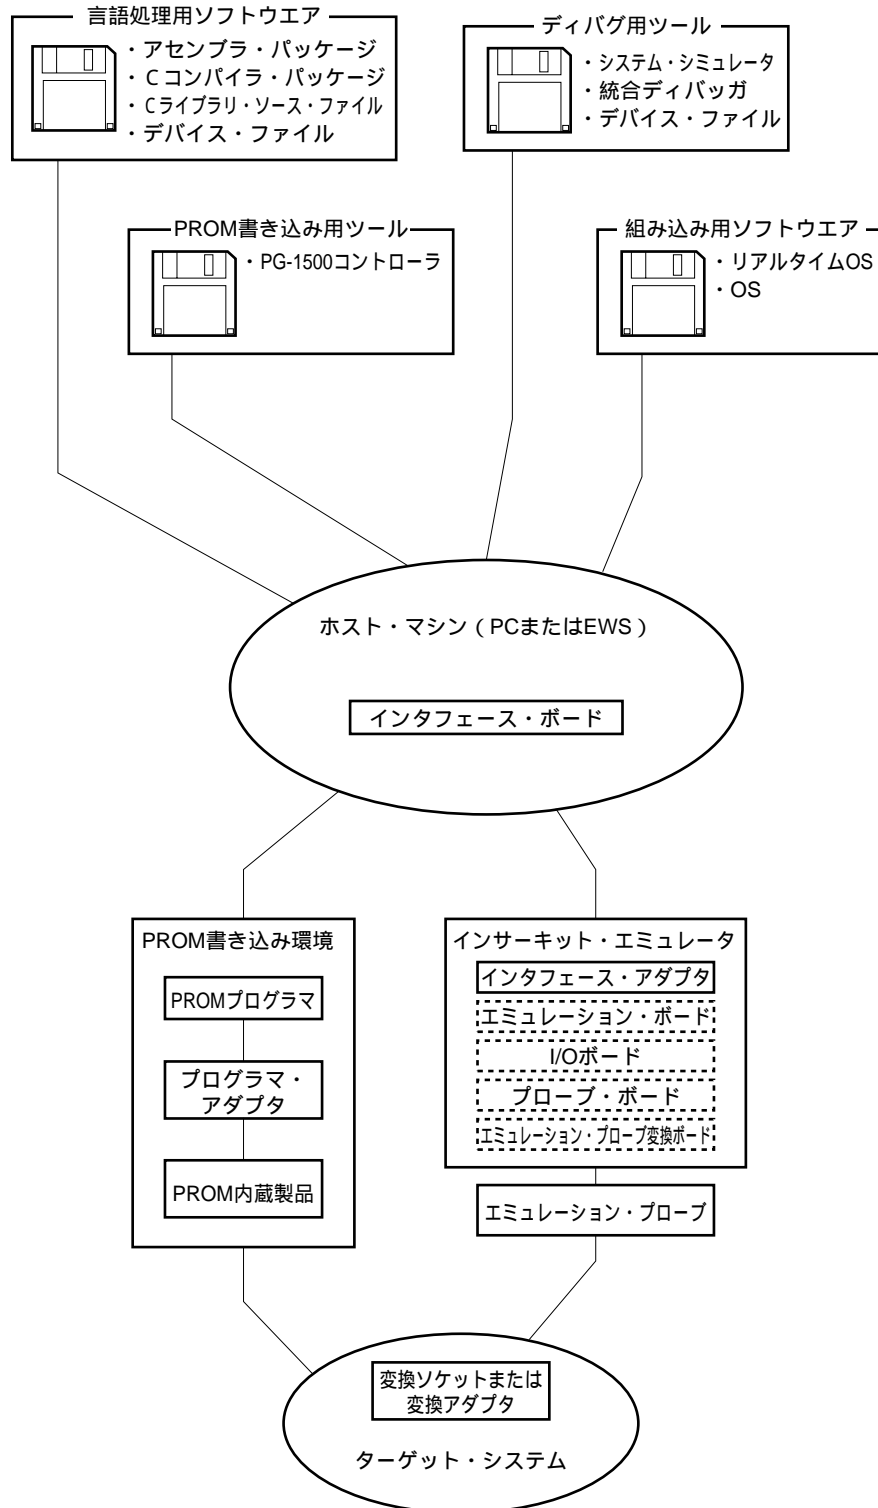 言語処理用ソフトウエア
・アセンブラ・パッケージ
・Cコンパイラ・パッケージ
・Cライブラリ・ソース・ファイル
・デバイス・ファイル
ディバグ用ツール
・システム・シミュレータ
・統合ディバッガ
・デバイス・ファイル
PROM書き込み用ツール
・PG-1500コントローラ
組み込み用ソフトウエア
・リアルタイムOS
・OS
ホスト・マシン(PCまたはEWS)
インタフェース・ボード
PROM書き込み環境
PROMプログラマ
プログラマ・
アダプタ
PROM内蔵製品
インサーキット・エミュレータ
インタフェース・アダプタ
エミュレーション・ボード
I/Oボード
プローブ・ボード
エミュレーション・プローブ変換ボード
エミュレーション・プローブ
変換ソケットまたは
変換アダプタ
ターゲット・システム